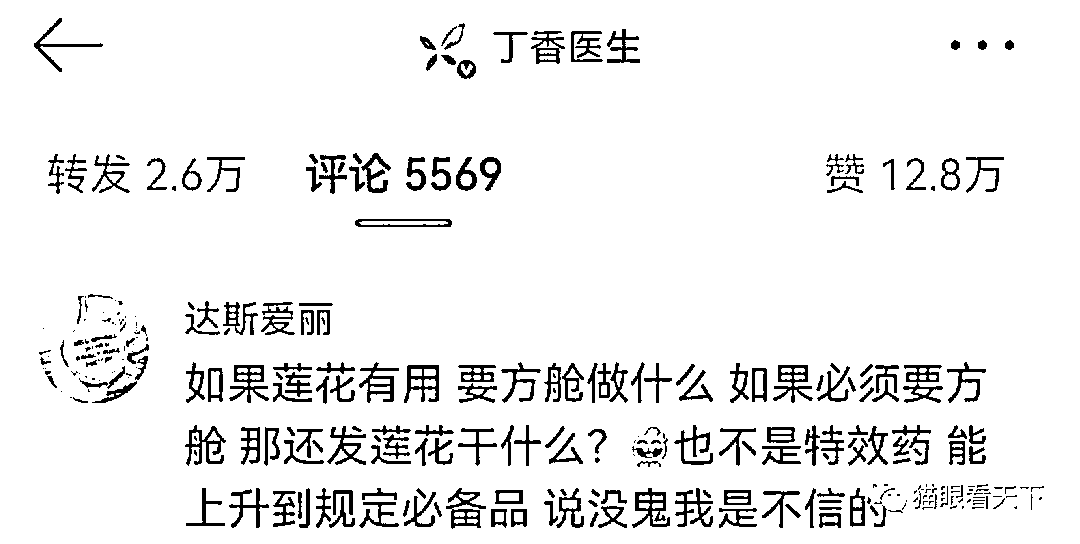 丁香医生
转发 2.6万 评论 5569 赞 12.8万
达斯爱丽
如果莲花有用 要方舱做什么 如果必须要方
舱 那还发莲花干什么? 也不是特效药 能
上升到规定必备品 说没鬼我是不信的
猫眼看天下